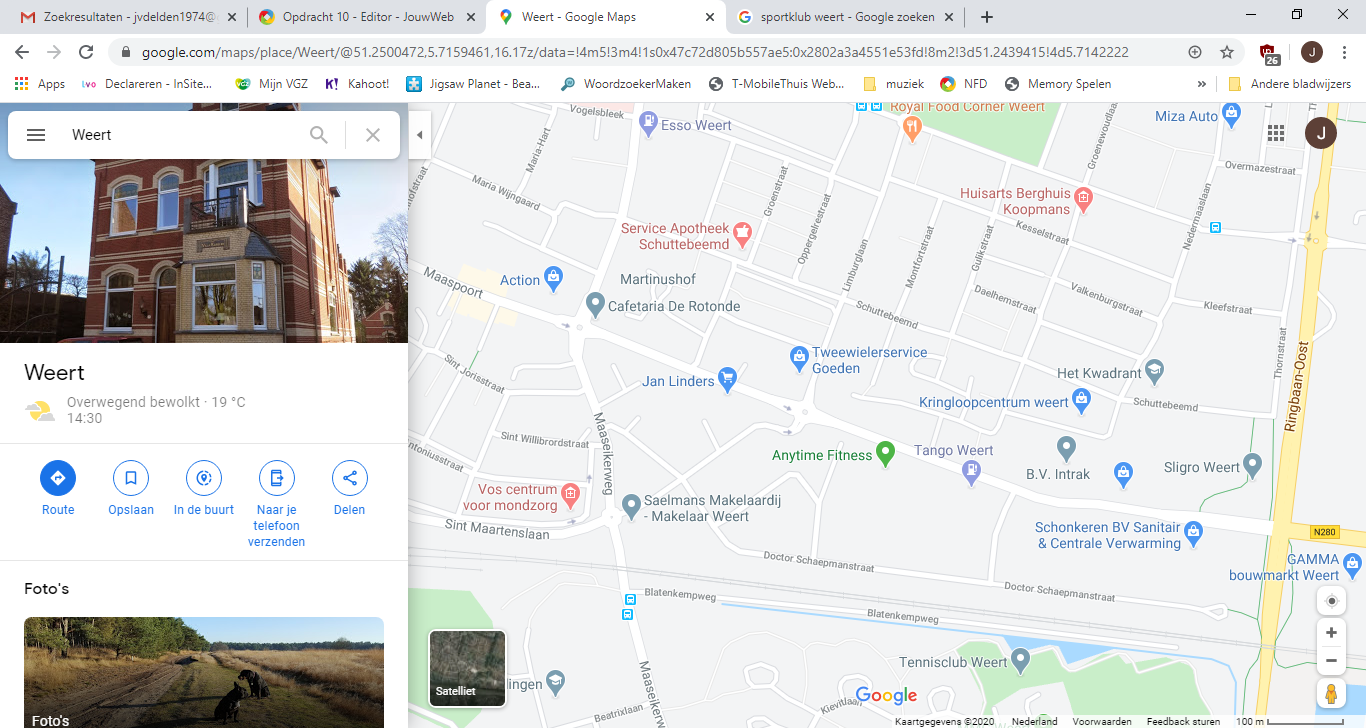 Zoekresultaten - jvdelden1974@
Opdracht 10 - Editor - JouwWeb
Weert - Google Maps
sportklub weert - Google zoeken
google.com/maps/place/Weert/@51.2500472,5.7159461,16.17z/data=!4m5!3m4!1s0x47c72d805b557ae5:0x2802a3a4551e53fd!8m2!3d51.2439415!4d5.7142222
26
J
Apps
Declareren - InSite...
Mijn VGZ
Kahoot!
Jigsaw Planet - Bea...
WoordzoekerMaken
T-MobileThuis Web...
muziek
NFD
Memory Spelen
»
Andere bladwijzers
Weert
Weert
Overwegend bewolkt · 19 °C
14:30
Route
Opslaan
In de buurt
Naar je
telefoon
verzenden
Delen
Foto's
Foto's
Satelliet
Vogelsbleek
Esso Weert
Royal Food Corner Weert
Miza Auto
J
Maria-Hart
Groenewoudlaan
Overmazestraat
Maria Wijngaard
Groenstraat
Oppergelrestraat
Huisarts Berghuis
Koopmans
Kesselstraat
Nedermaaslaan
Service Apotheek
Schuttebeemd
Limburglaan
Montfortstraat
Gulikstraat
Maaspoort
Action
Martinushof
Cafetaria De Rotonde
Schuttebeemd
Daelhemstraat
Valkenburgstraat
Kleefstraat
Thornstraat
Ringbaan-Oost
Sint Jorisstraat
Tweewielerservice
Goeden
Jan Linders
Het Kwadrant
Kringloopcentrum weert
Schuttebeemd
Maaseikerweg
Sint Willibrordstraat
Anytime Fitness
Tango Weert
B.V. Intrak
Sligro Weert
Vos centrum
voor mondzorg
Saelmans Makelaardij
- Makelaar Weert
Sint Maartenslaan
Schonkeren BV Sanitair
& Centrale Verwarming
N280
GAMMA
bouwmarkt Weert
Doctor Schaepmanstraat
Doctor Schaepmanstraat
Blatenkempweg
Blatenkempweg
Maaseikerweg
Tennisclub Weert
lingen
Beatrixlaan
Kievitlaan
Google
Kaartgegevens ©2020
Nederland
Voorwaarden
Feedback sturen
100 m